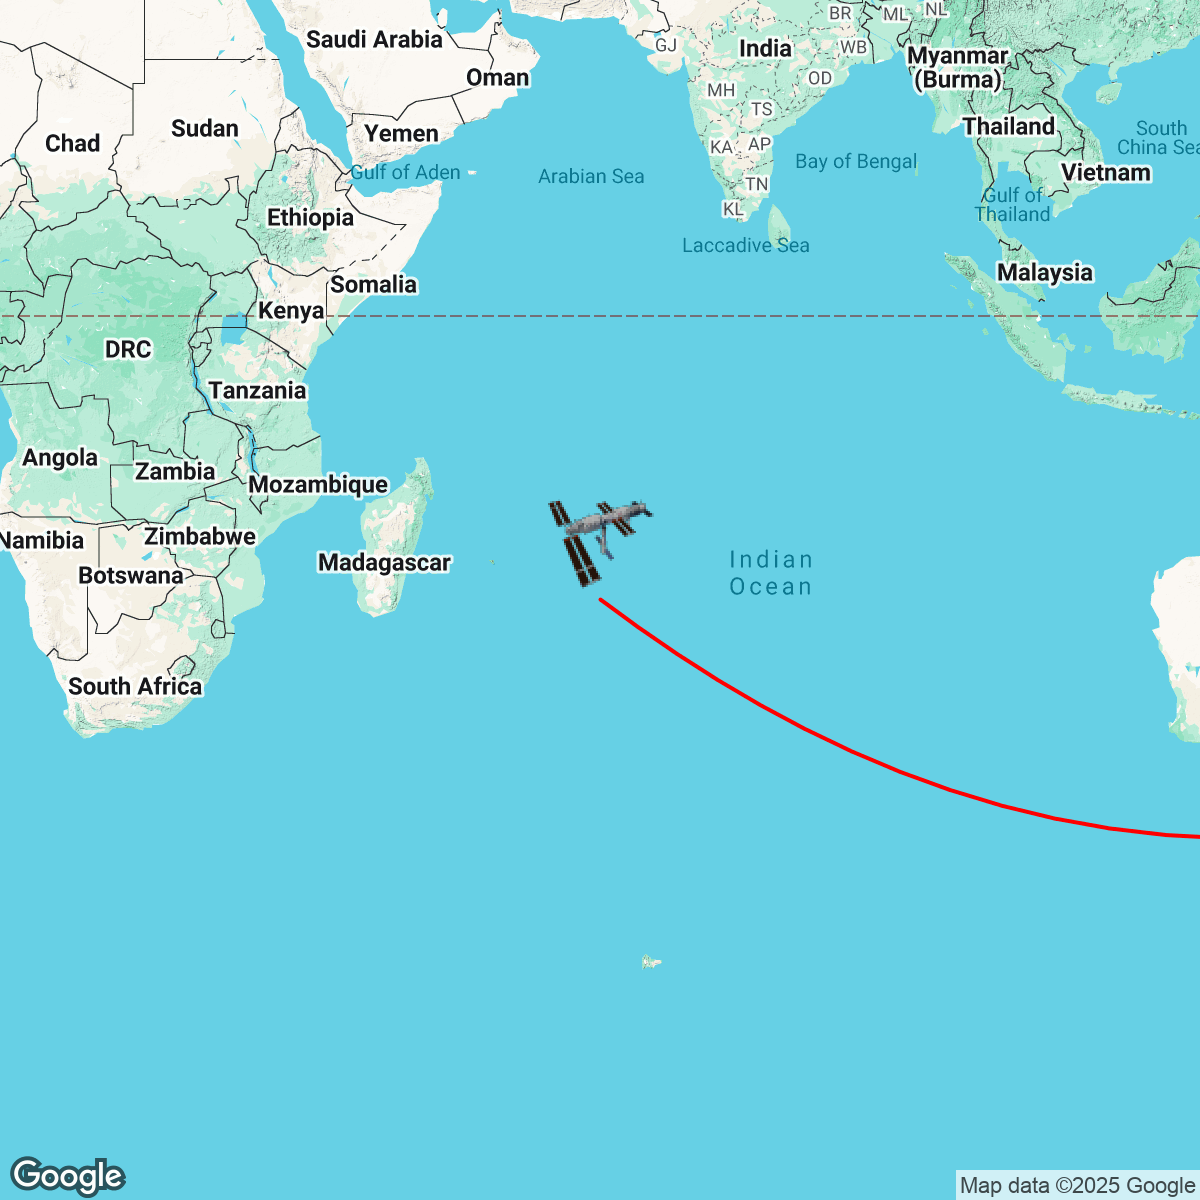 BR
ML
NL
Saudi Arabia
GJ
India
WB
Myanmar
(Burma)
Oman
OD
MH
TS
Chad
Sudan
Yemen
Thailand
South
China Sea
KA
AP
Bay of Bengal
Gulf of Aden
Arabian Sea
Vietnam
TN
Gulf of
Thailand
Ethiopia
KL
Laccadive Sea
Somalia
Malaysia
Kenya
DRC
Tanzania
Angola
Zambia
Mozambique
Namibia
Zimbabwe
Madagascar
Indian
Ocean
Botswana
South Africa
Google
Map data ©2025 Google